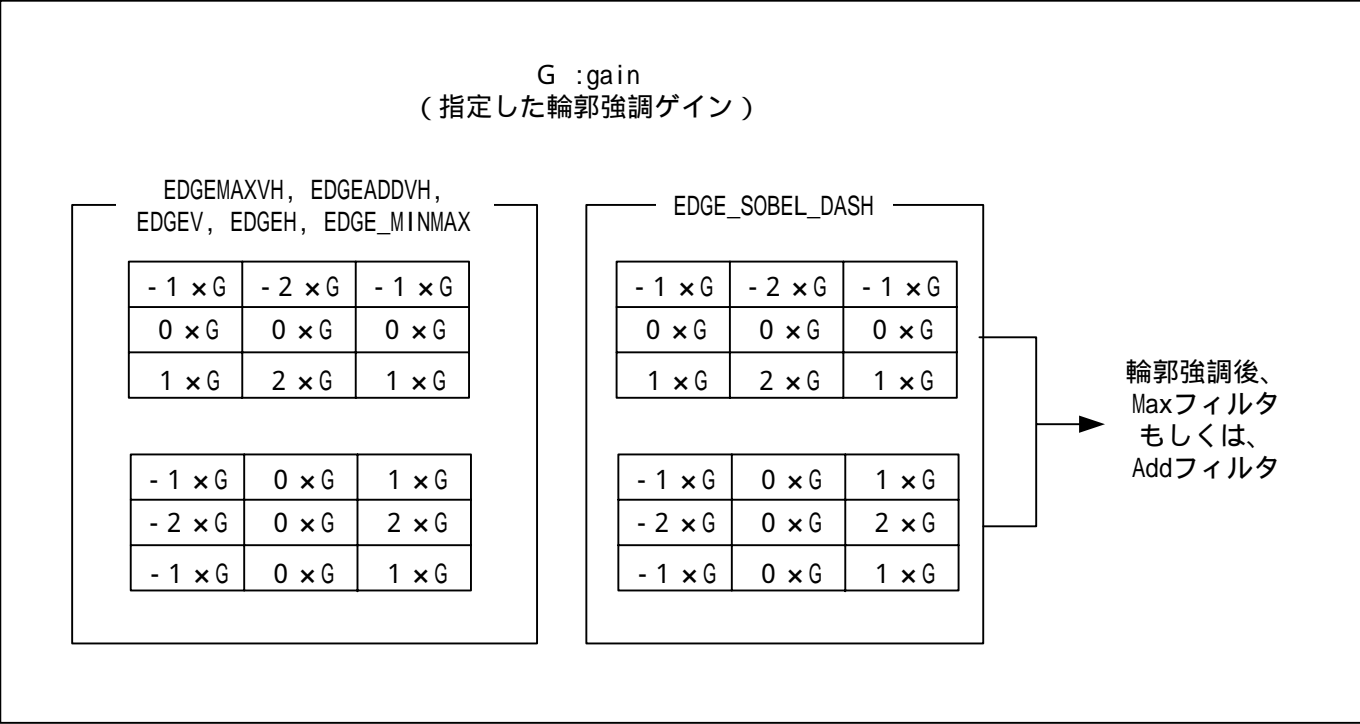 G :gain
(指定した輪郭強調ゲイン)
EDGEMAXVH, EDGEADDVH,
EDGEV, EDGEH, EDGE_MINMAX
-1×G -2×G -1×G
0×G 0×G 0×G
1×G 2×G 1×G
-1×G 0×G 1×G
-2×G 0×G 2×G
-1×G 0×G 1×G
EDGE_SOBEL_DASH
-1×G -2×G -1×G
0×G 0×G 0×G
1×G 2×G 1×G
-1×G 0×G 1×G
-2×G 0×G 2×G
-1×G 0×G 1×G
輪郭強調後、
Maxフィルタ
もしくは、
Addフィルタ